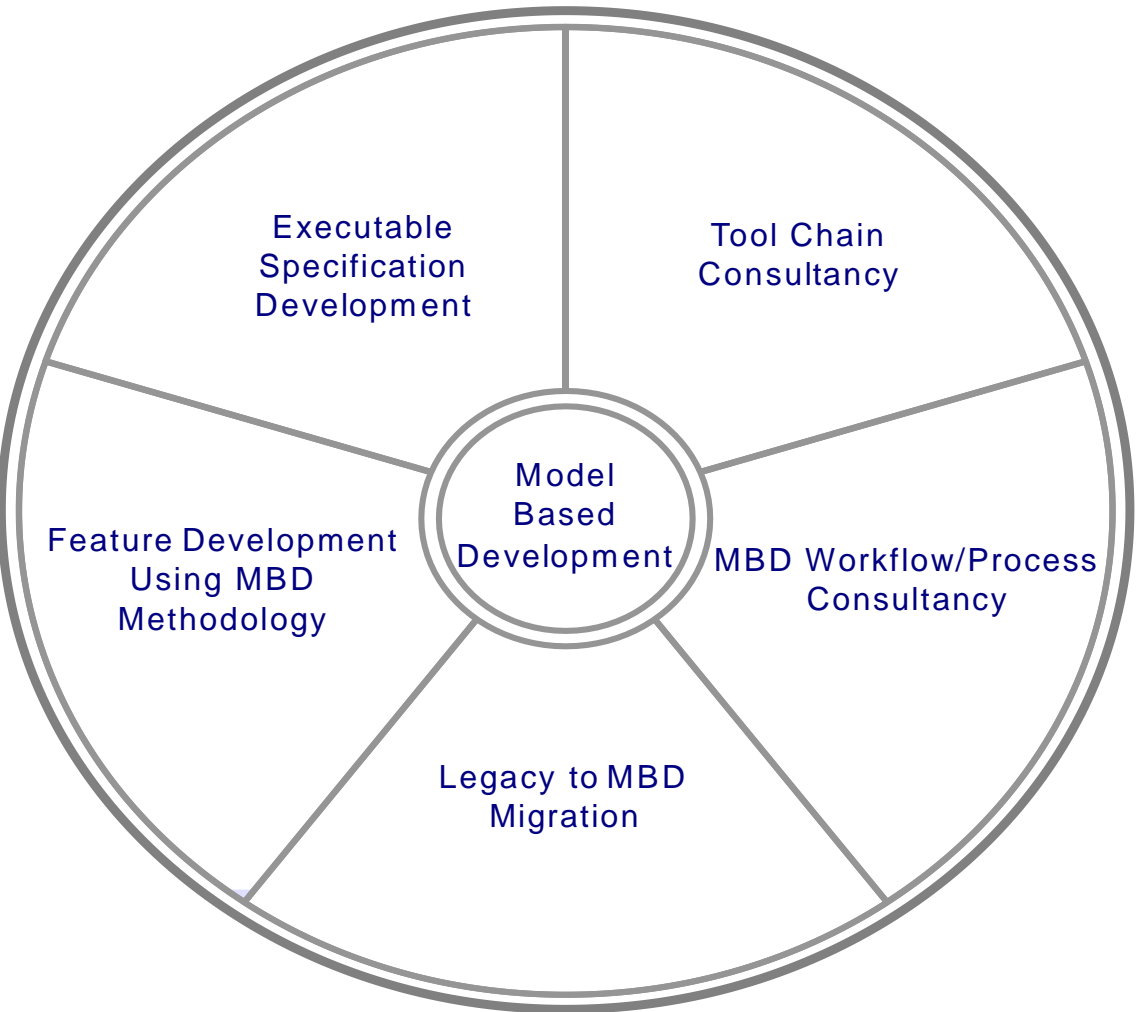 Executable
Specification
Development
Tool Chain
Consultancy
Model
Based
Development
Feature Development
Using MBD
Methodology
MBD Workflow/Process
Consultancy
Legacy to MBD
Migration